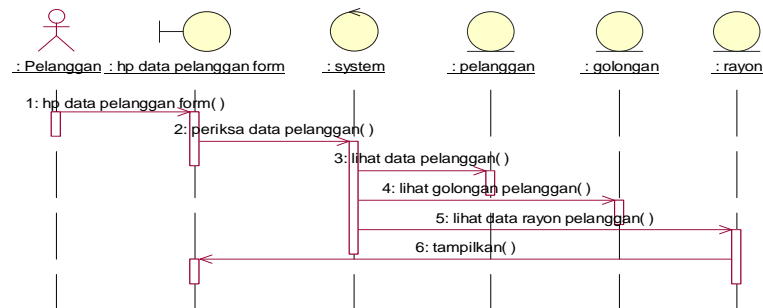 : Pelanggan
: hp data pelanggan form
: system
: pelanggan
: golongan
: rayon
1: hp data pelanggan form( )
2: periksa data pelanggan( )
3: lihat data pelanggan( )
4: lihat golongan pelanggan( )
5: lihat data rayon pelanggan( )
6: tampilkan( )